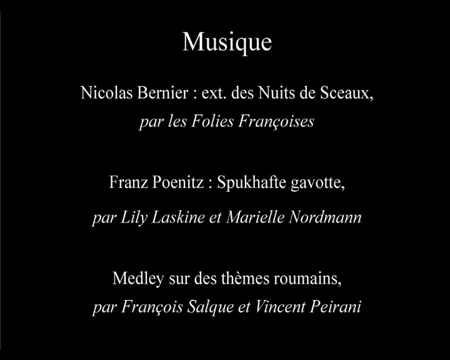 Musique
Nicolas Bernier : ext. des Nuits de Sceaux,
par les Folies Françoises
Franz Poenitz : Spukhafte gavotte,
par Lily Laskine et Marielle Nordmann
Medley sur des thèmes roumains,
par François Salque et Vincent Peirani